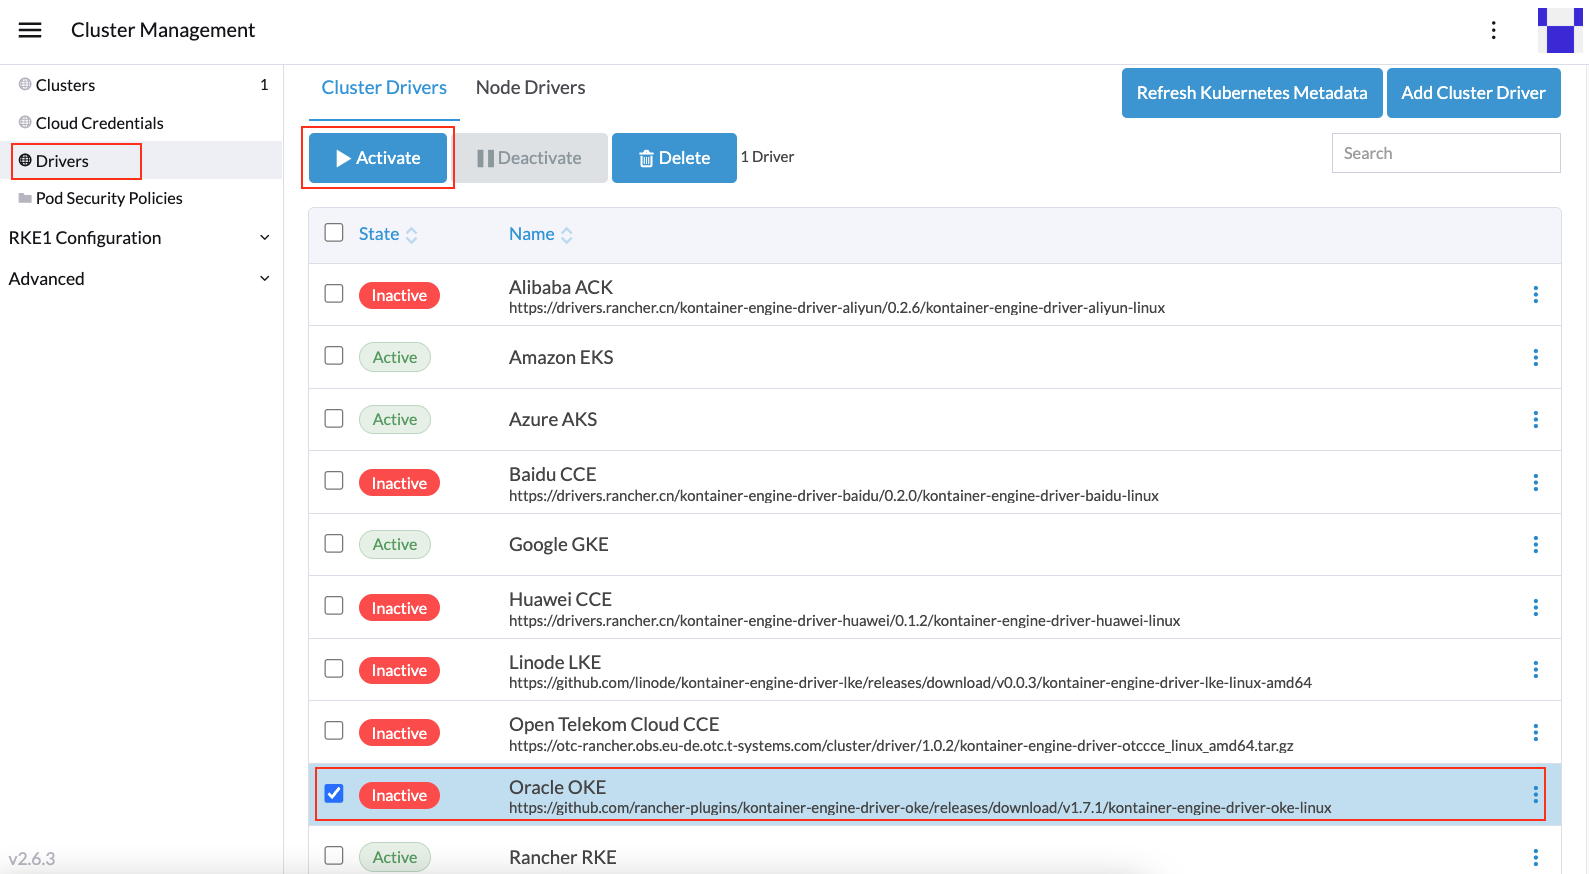 Cluster Management
Clusters 1
Cloud Credentials
Drivers
Pod Security Policies
RKE1 Configuration
Advanced
v2.6.3
Cluster Drivers Node Drivers
Refresh Kubernetes Metadata Add Cluster Driver
Activate Deactivate Delete 1 Driver
Search
State Name
Inactive Alibaba ACK
https://drivers.rancher.cn/kontainer-engine-driver-aliyun/0.2.6/kontainer-engine-driver-aliyun-linux
Active Amazon EKS
Active Azure AKS
Inactive Baidu CCE
https://drivers.rancher.cn/kontainer-engine-driver-baidu/0.2.0/kontainer-engine-driver-baidu-linux
Active Google GKE
Inactive Huawei CCE
https://drivers.rancher.cn/kontainer-engine-driver-huawei/0.1.2/kontainer-engine-driver-huawei-linux
Inactive Linode LKE
https://github.com/linode/kontainer-engine-driver-lke/releases/download/v0.0.3/kontainer-engine-driver-lke-linux-amd64
Inactive Open Telekom Cloud CCE
https://otc-rancher.obs.eu-de.otc.t-systems.com/cluster/driver/1.0.2/kontainer-engine-driver-otccce_linux_amd64.tar.gz
Inactive Oracle OKE
https://github.com/rancher-plugins/kontainer-engine-driver-oke/releases/download/v1.7.1/kontainer-engine-driver-oke-linux
Active Rancher RKE